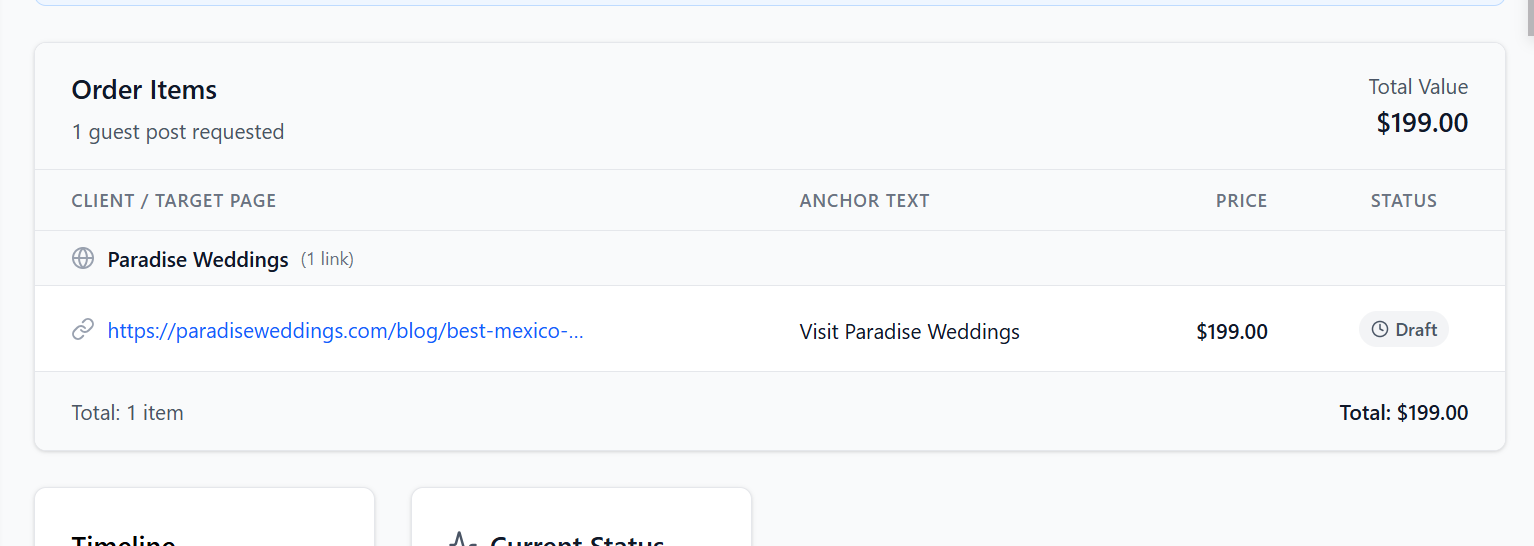 Order Items
Total Value
1 guest post requested
$199.00
CLIENT / TARGET PAGE ANCHOR TEXT PRICE STATUS
Paradise Weddings (1 link)
https://paradiseweddings.com/blog/best-mexico-... Visit Paradise Weddings $199.00 Draft
Total: 1 item Total: $199.00
Timeline Current Status